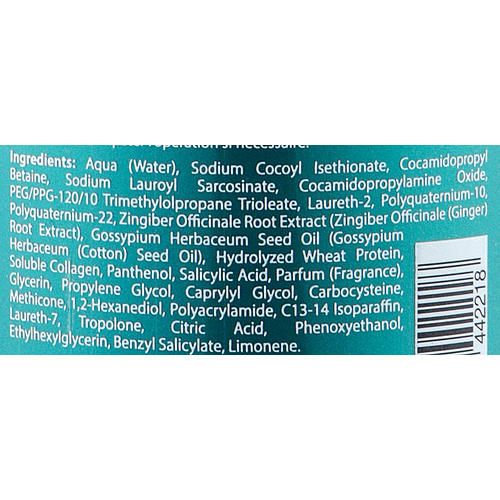 opération si nécessaire.
Ingredients: Aqua (Water), Sodium Cocoyl Isethionate, Cocamidopropyl
Betaine, Sodium Lauroyl Sarcosinate, Cocamidopropylamine Oxide,
PEG/PPG-120/10 Trimethylolpropane Trioleate, Laureth-2, Polyquaternium-10,
Polyquaternium-22, Zingiber Officinale Root Extract (Zingiber Officinale (Ginger)
Root Extract), Gossypium Herbaceum Seed Oil (Gossypium
Herbaceum (Cotton) Seed Oil), Hydrolyzed Wheat Protein,
Soluble Collagen, Panthenol, Salicylic Acid, Parfum (Fragrance),
Glycerin, Propylene Glycol, Caprylyl Glycol, Carbocysteine,
Methicone, 1,2-Hexanediol, Polyacrylamide, C13-14 Isoparaffin,
Laureth-7, Tropolone, Citric Acid, Phenoxyethanol,
Ethylhexylglycerin, Benzyl Salicylate, Limonene.
442218